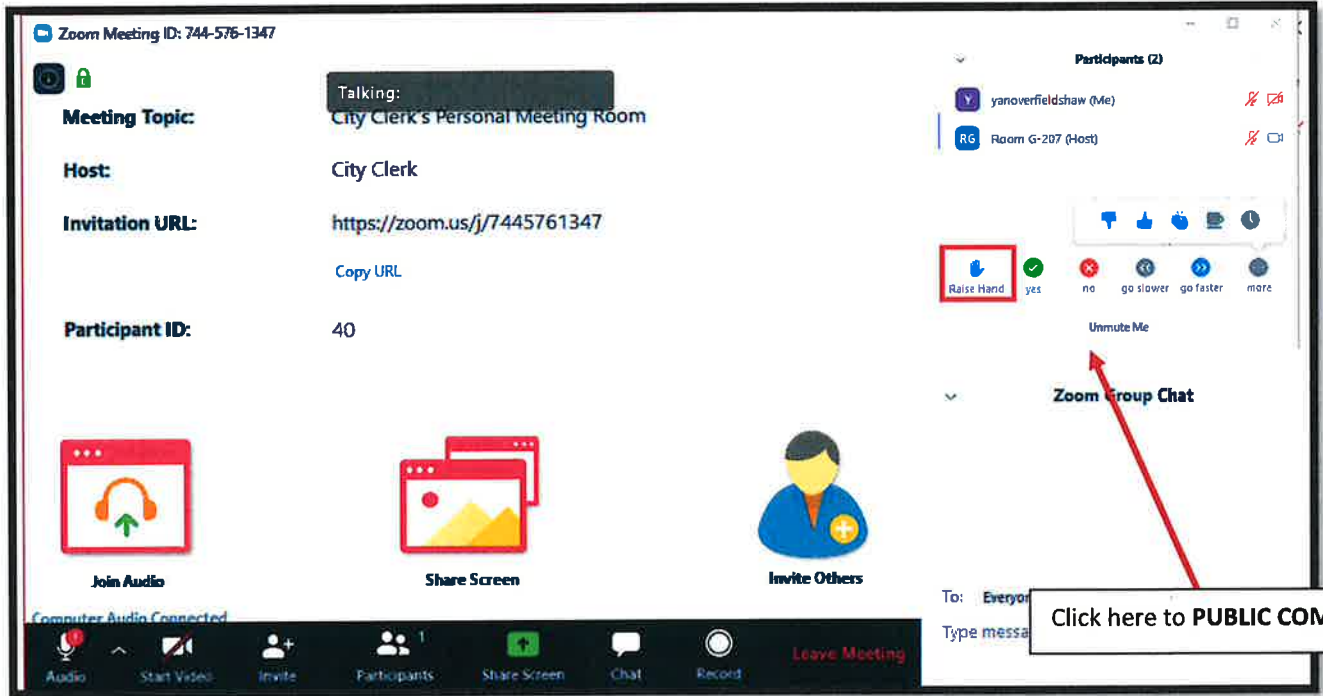 Zoom Meeting ID: 744-576-1347
Talking:
Meeting Topic: City Clerk's Personal Meeting Room
Host: City Clerk
Invitation URL: https://zoom.us/j/7445761347
Copy URL
Participant ID: 40
Join Audio Share Screen Invite Others
Computer Audio Connected
Audio Start Video Invite Participants 1 Share Screen Chat Record Leave Meeting
Participants (2)
Y yanoverfieldshaw (Me)
RG Room G-207 (Host)
Raise Hand yes no go slower go faster more
Unmute Me
Zoom Group Chat
To: Everyon
Type messa
Click here to PUBLIC COM